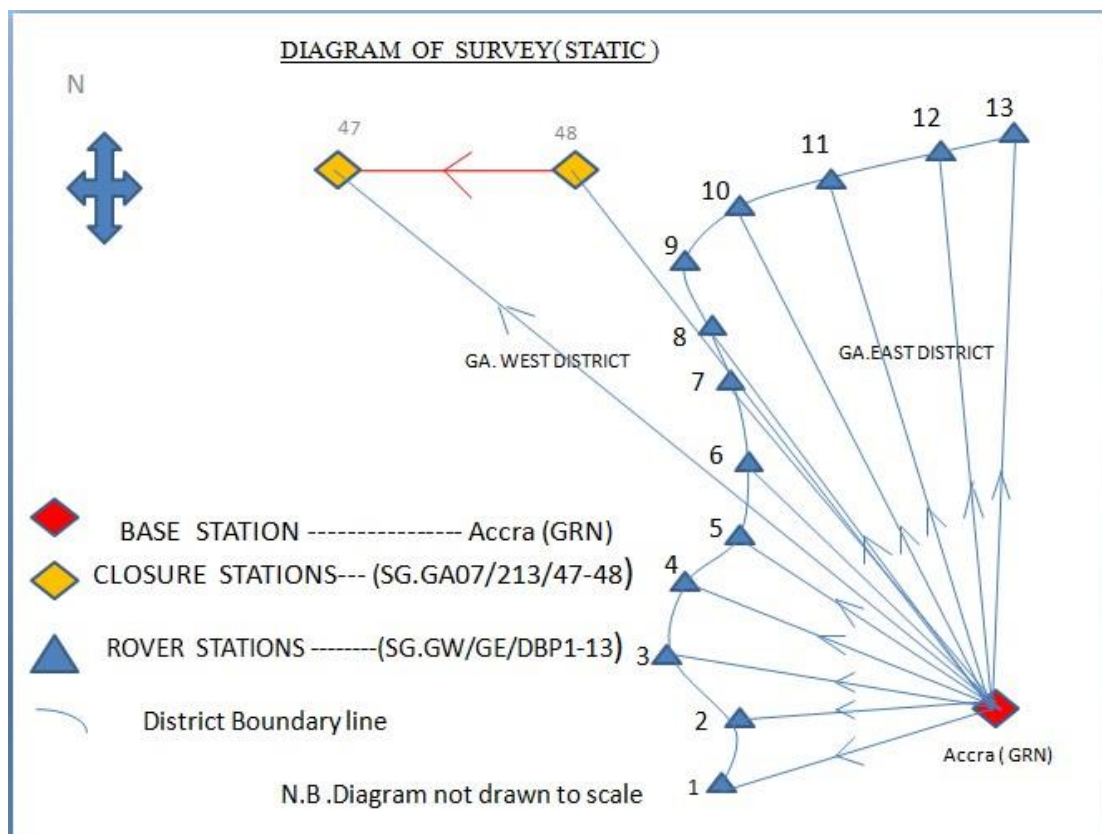 DIAGRAM OF SURVEY(STATIC)
N
47
48
13
12
11
10
9
8
GA. WEST DISTRICT
GA.EAST DISTRICT
7
6
5
4
3
2
1
BASE STATION ---------------- Accra (GRN)
CLOSURE STATIONS--- (SG.GA07/213/47-48)
ROVER STATIONS --------(SG.GW/GE/DBP1-13)
District Boundary line
Accra ( GRN)
N.B .Diagram not drawn to scale